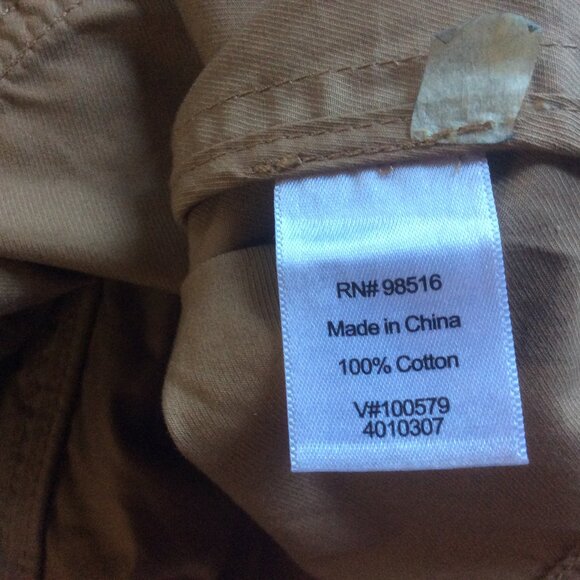 RN# 98516
Made in China
100% Cotton
V#100579
4010307